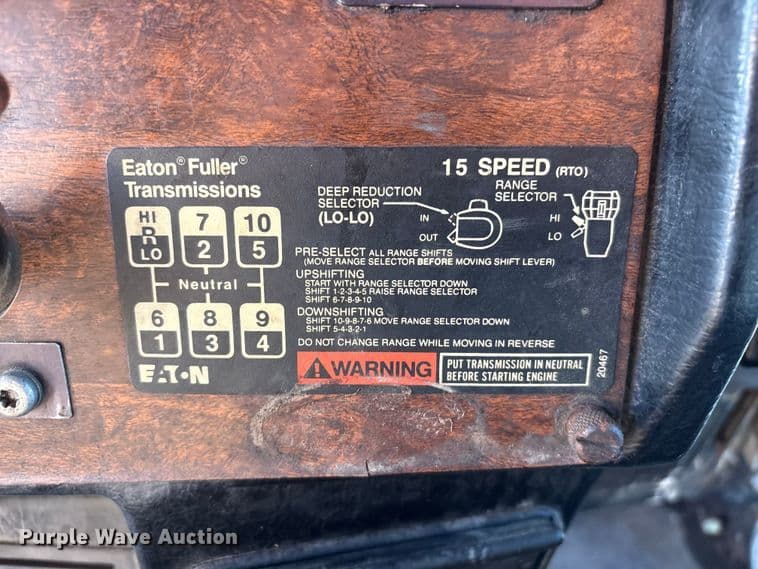 Eaton® Fuller®
Transmissions
15 SPEED (RTO)
DEEP REDUCTION
SELECTOR
(LO-LO)
IN
OUT
RANGE
SELECTOR
HI
LO
HI 7 10
R
LO 2 5
Neutral
6 8 9
1 3 4
PRE-SELECT ALL RANGE SHIFTS
(MOVE RANGE SELECTOR BEFORE MOVING SHIFT LEVER)
UPSHIFTING
START WITH RANGE SELECTOR DOWN
SHIFT 1-2-3-4-5 RAISE RANGE SELECTOR
SHIFT 6-7-8-9-10
DOWNSHIFTING
SHIFT 10-9-8-7-6 MOVE RANGE SELECTOR DOWN
SHIFT 5-4-3-2-1
DO NOT CHANGE RANGE WHILE MOVING IN REVERSE
WARNING
PUT TRANSMISSION IN NEUTRAL
BEFORE STARTING ENGINE
20467
EATON
Purple Wave Auction